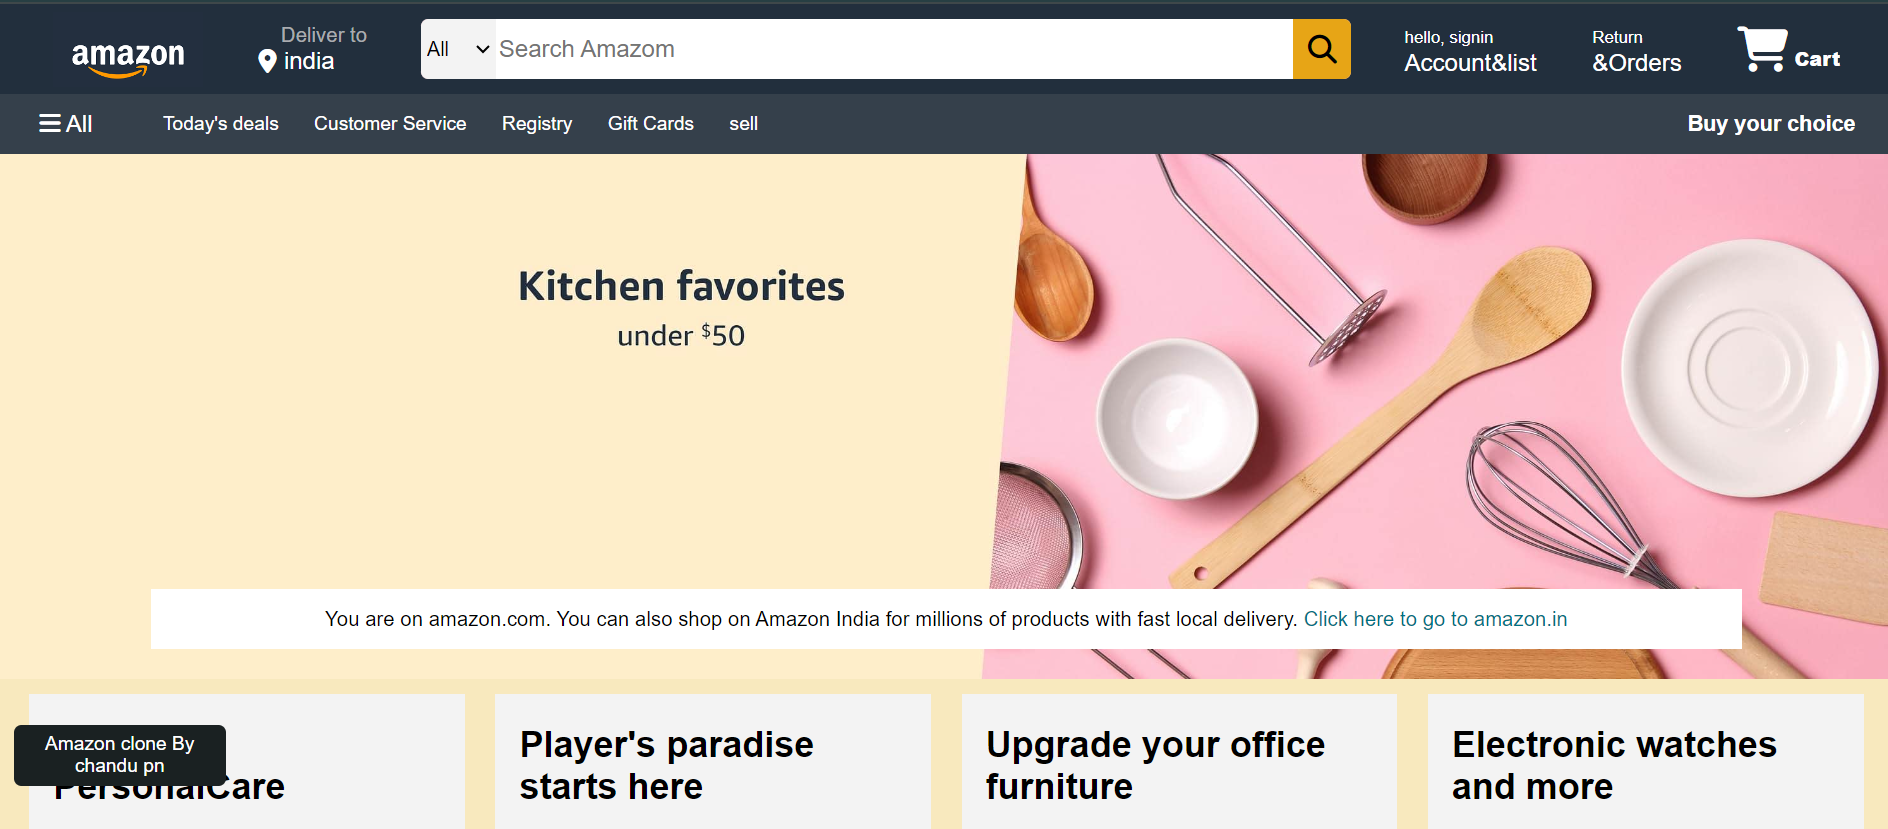 amazon
Deliver to
india
All
Search Amazom
hello, signin
Account&list
Return
&Orders
Cart
All
Today's deals
Customer Service
Registry
Gift Cards
sell
Buy your choice
Kitchen favorites
under $50
You are on amazon.com. You can also shop on Amazon India for millions of products with fast local delivery. Click here to go to amazon.in
Amazon clone By
chandu pn
PersonalCare
Player's paradise
starts here
Upgrade your office
furniture
Electronic watches
and more